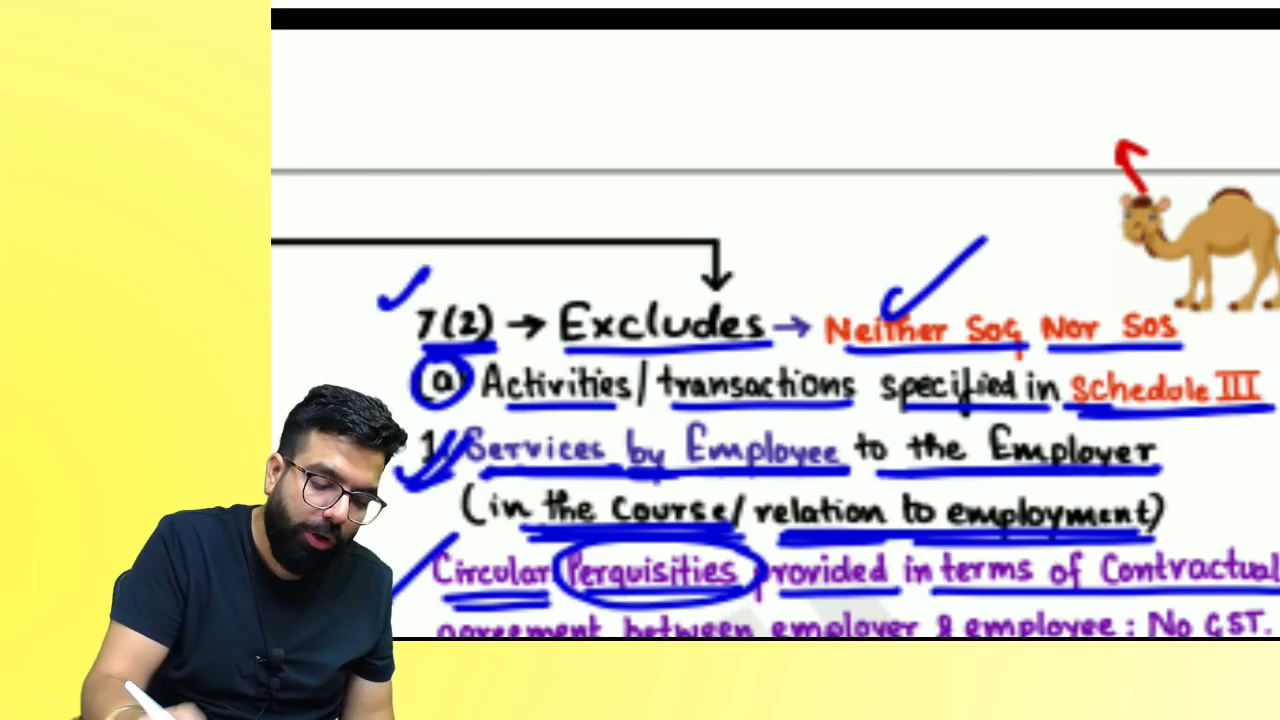 7(2) → Excludes → Neither SOG Nor SOS
(a) Activities/transactions specified in Schedule III
1. Services by Employee to the Employer
(in the Course/relation to employment)
Circular Perquisities provided in terms of Contractual
agreement between employer & employee: No GST.